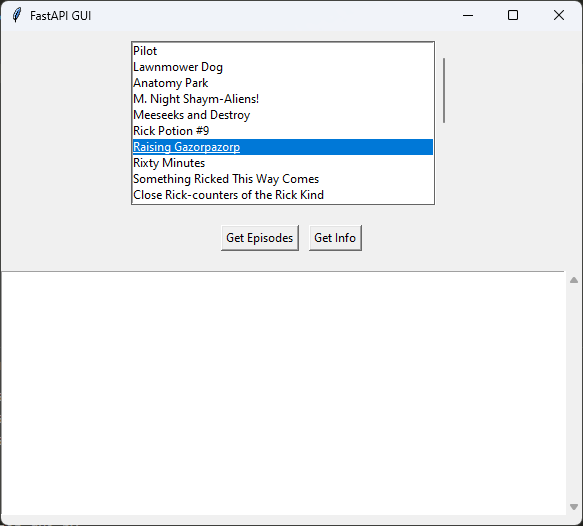 FastAPI GUI
Pilot
Lawnmower Dog
Anatomy Park
M. Night Shaym-Aliens!
Meeseeks and Destroy
Rick Potion #9
Raising Gazorpazorp
Rixty Minutes
Something Ricked This Way Comes
Close Rick-counters of the Rick Kind
Get Episodes Get Info